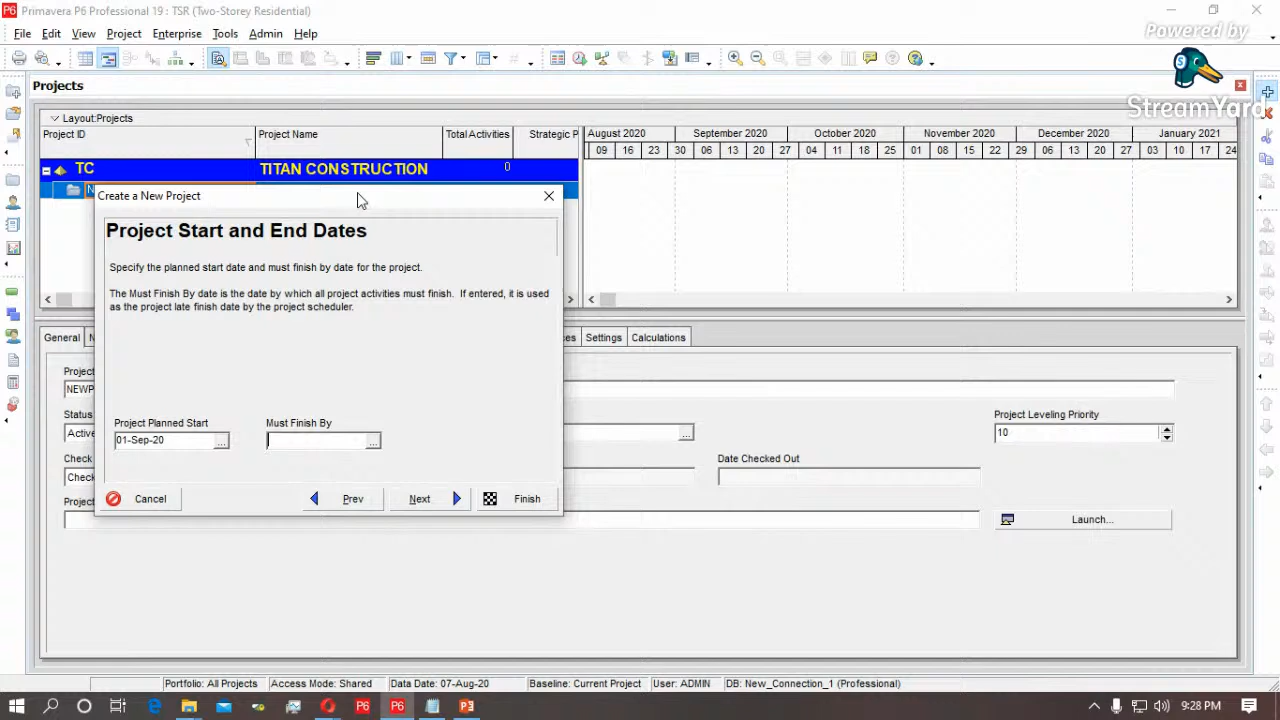 Primavera P6 Professional 19 : TSR (Two-Storey Residential)
File Edit View Project Enterprise Tools Admin Help
Powered by
StreamYard
Projects
Layout:Projects
Project ID Project Name Total Activities Strategic P
August 2020 September 2020 October 2020 November 2020 December 2020 January 2021
09 16 23 30 06 13 20 27 04 11 18 25 01 08 15 22 29 06 13 20 27 03 10 17 24
TC TITAN CONSTRUCTION 0
N
Create a New Project
Project Start and End Dates
Specify the planned start date and must finish by date for the project.
The Must Finish By date is the date by which all project activities must finish. If entered, it is used
as the project late finish date by the project scheduler.
General N es Settings Calculations
Projec
NEWP
Status
Project Leveling Priority
Project Planned Start Must Finish By
Active
10
01-Sep-20
Check
Date Checked Out
Check
Cancel Prev Next Finish
Project
Launch...
Portfolio: All Projects Access Mode: Shared Data Date: 07-Aug-20 Baseline: Current Project User: ADMIN DB: New_Connection_1 (Professional)
9:28 PM